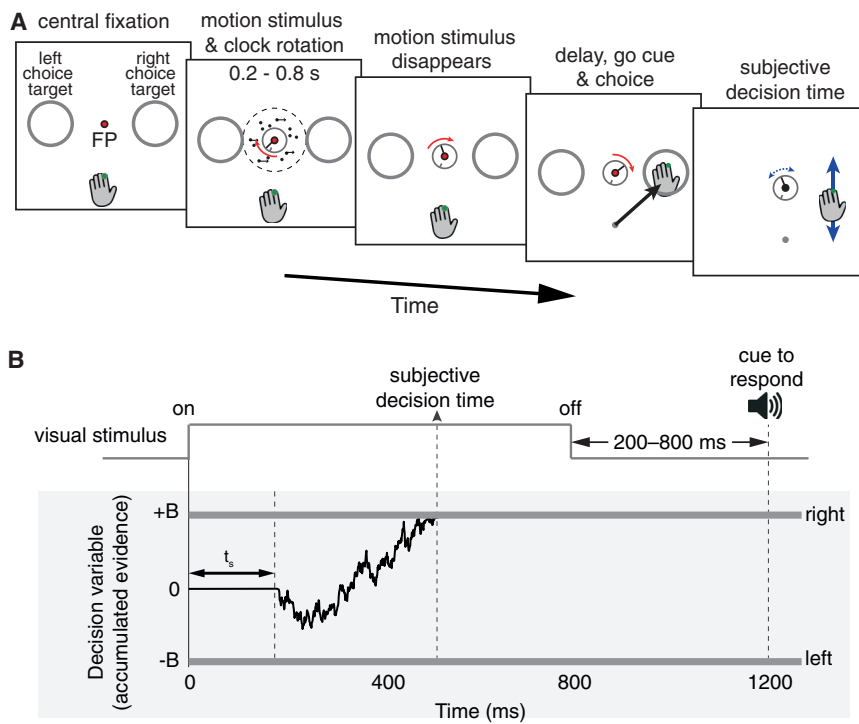 A
central fixation
left
choice
target
right
choice
target
FP
motion stimulus
& clock rotation
0.2 - 0.8 s
motion stimulus
disappears
delay, go cue
& choice
subjective
decision time
Time
B
visual stimulus
on
subjective
decision time
off
cue to
respond
200–800 ms
Decision variable
(accumulated evidence)
+B
0
-B
ts
right
left
0
400
800
1200
Time (ms)